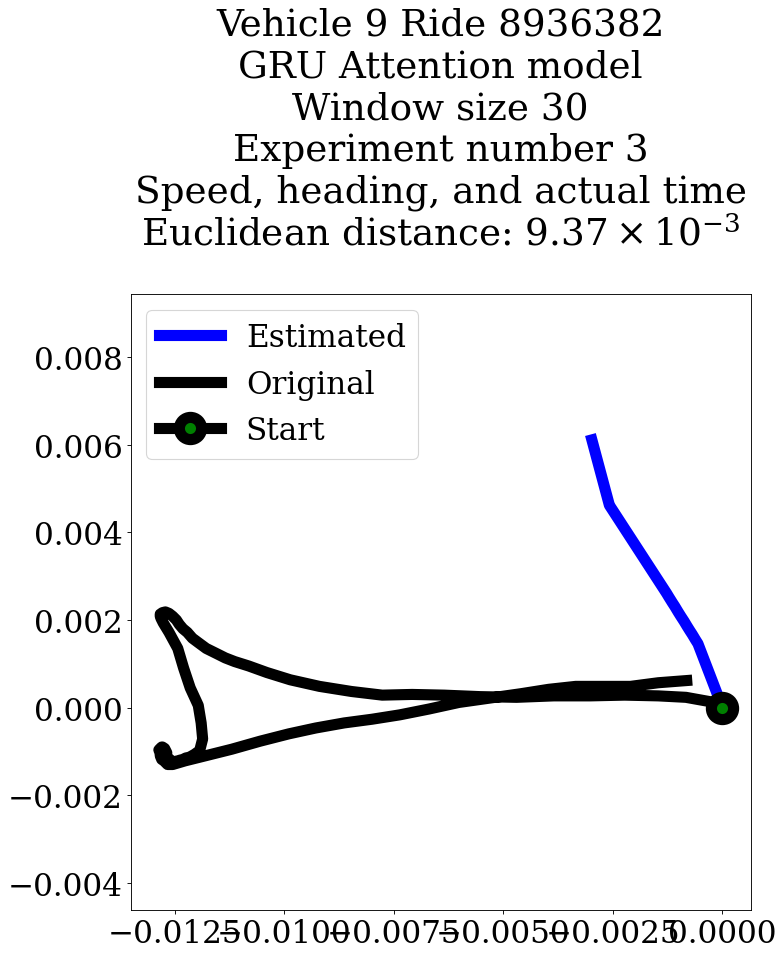 Vehicle 9 Ride 8936382
GRU Attention model
Window size 30
Experiment number 3
Speed, heading, and actual time
Euclidean distance: 9.37 × 10⁻³
Estimated
Original
Start
0.008
0.006
0.004
0.002
0.000
−0.002
−0.004
−0.0125 −0.0100 −0.0075 −0.0050 −0.0025 0.0000